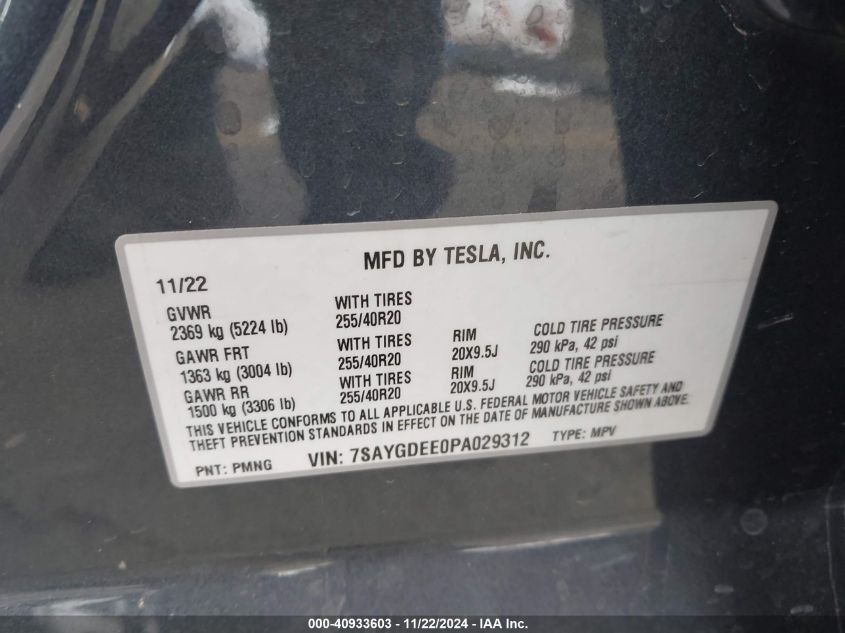 MFD BY TESLA, INC.
11/22
GVWR WITH TIRES
2369 kg (5224 lb) 255/40R20
GAWR FRT WITH TIRES RIM COLD TIRE PRESSURE
1363 kg (3004 lb) 255/40R20 20X9.5J 290 kPa, 42 psi
GAWR RR WITH TIRES RIM COLD TIRE PRESSURE
1500 kg (3306 lb) 255/40R20 20X9.5J 290 kPa, 42 psi
THIS VEHICLE CONFORMS TO ALL APPLICABLE U.S. FEDERAL MOTOR VEHICLE SAFETY AND
THEFT PREVENTION STANDARDS IN EFFECT ON THE DATE OF MANUFACTURE SHOWN ABOVE.
PNT: PMNG VIN: 7SAYGDEE0PA029312 TYPE: MPV
000-40933603 - 11/22/2024 - IAAI.